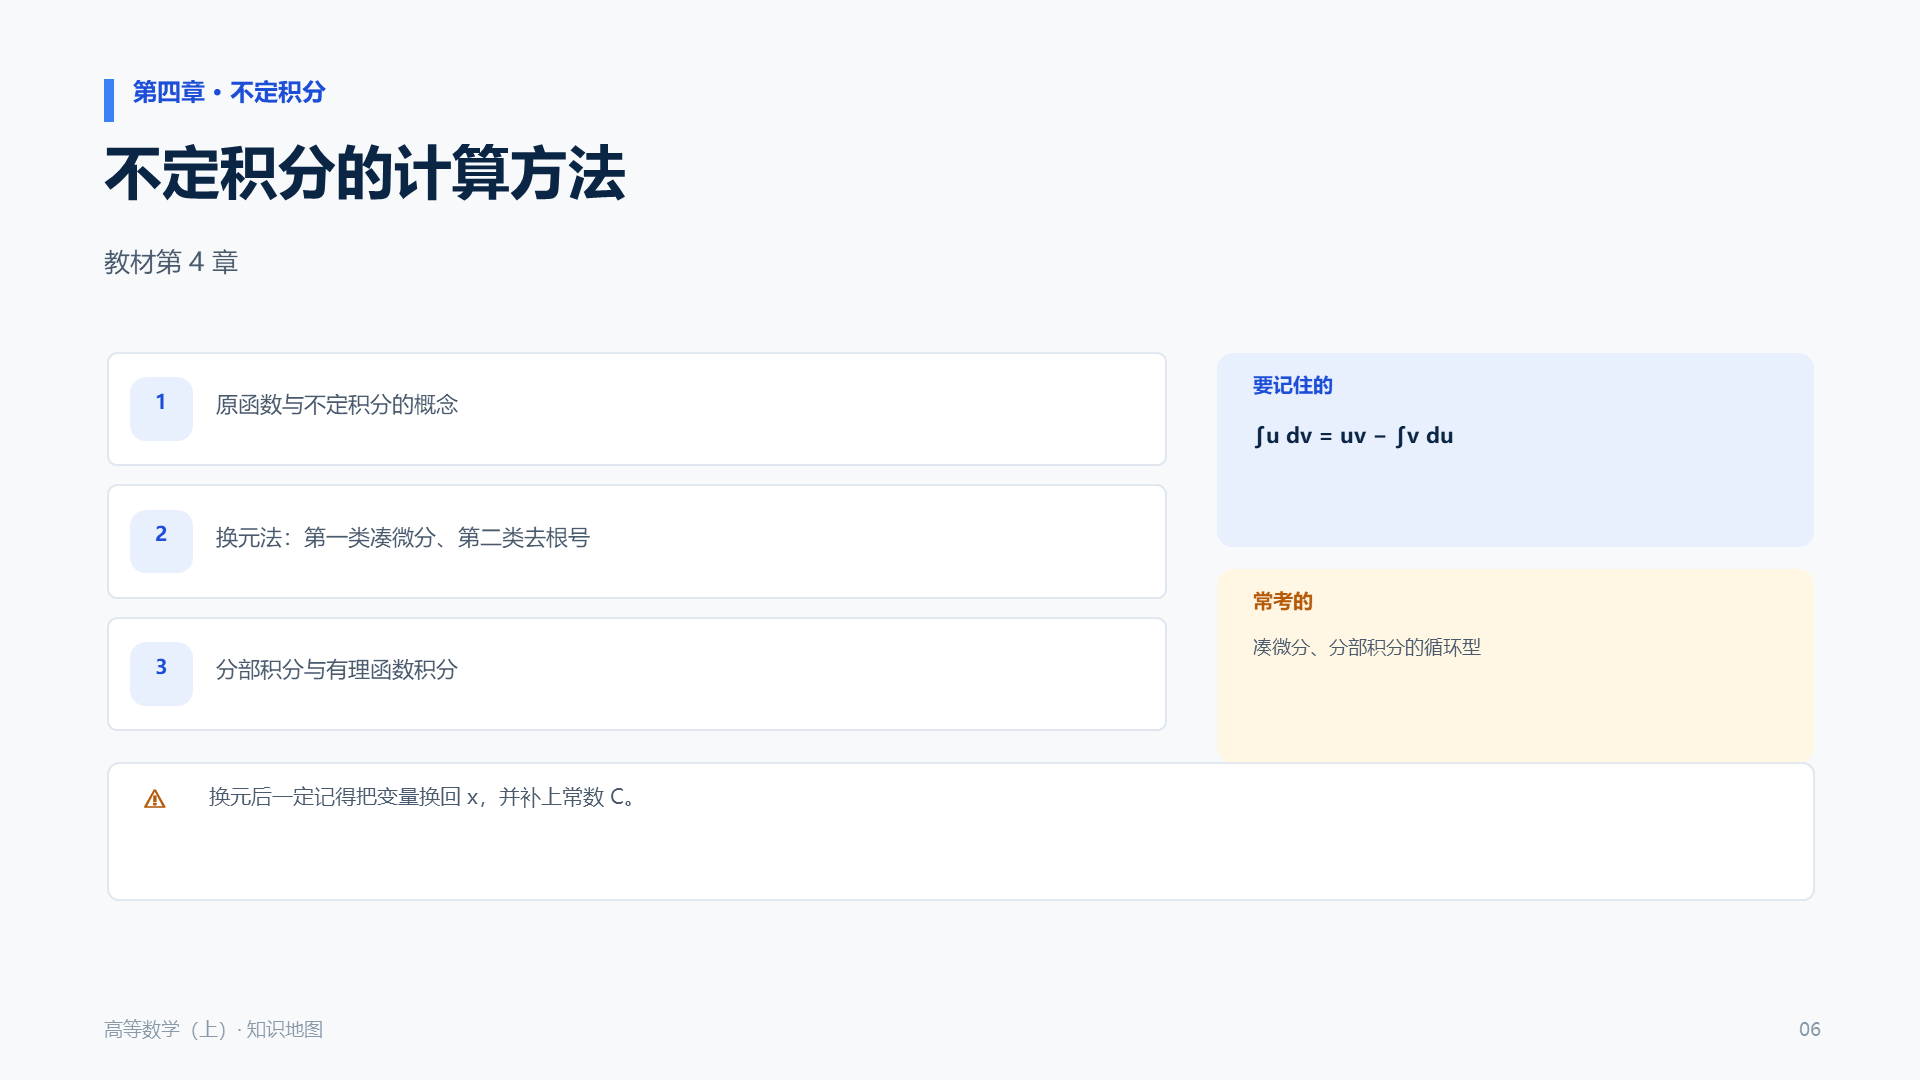 第四章 · 不定积分
不定积分的计算方法
教材第 4 章
1
原函数与不定积分的概念
2
换元法：第一类凑微分、第二类去根号
3
分部积分与有理函数积分
要记住的
∫u dv = uv − ∫v du
常考的
凑微分、分部积分的循环型
⚠ 换元后一定记得把变量换回 x，并补上常数 C。
高等数学（上）· 知识地图
06